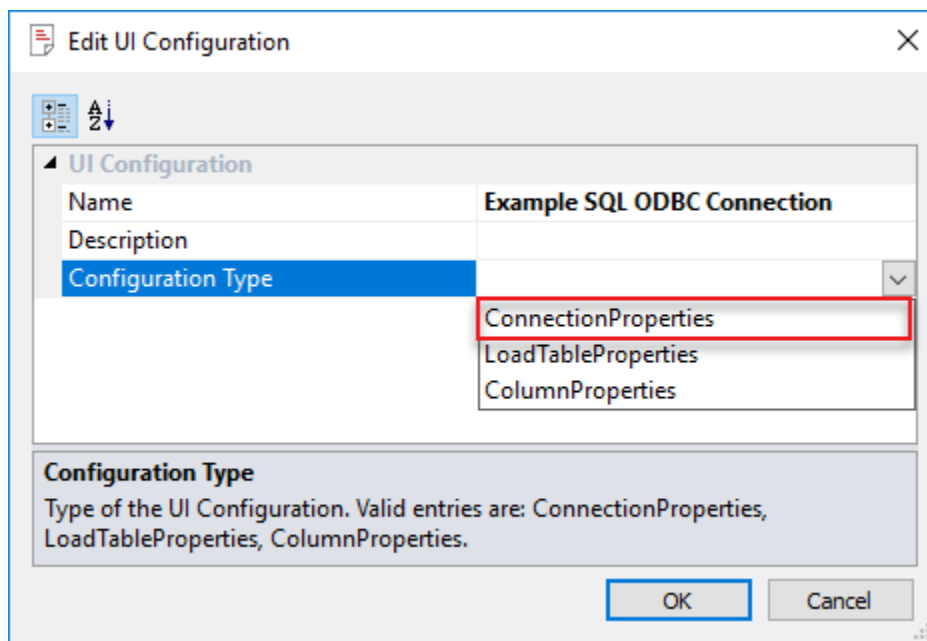 Edit UI Configuration
UI Configuration
Name Example SQL ODBC Connection
Description
Configuration Type
ConnectionProperties
LoadTableProperties
ColumnProperties
Configuration Type
Type of the UI Configuration. Valid entries are: ConnectionProperties,
LoadTableProperties, ColumnProperties.
OK Cancel